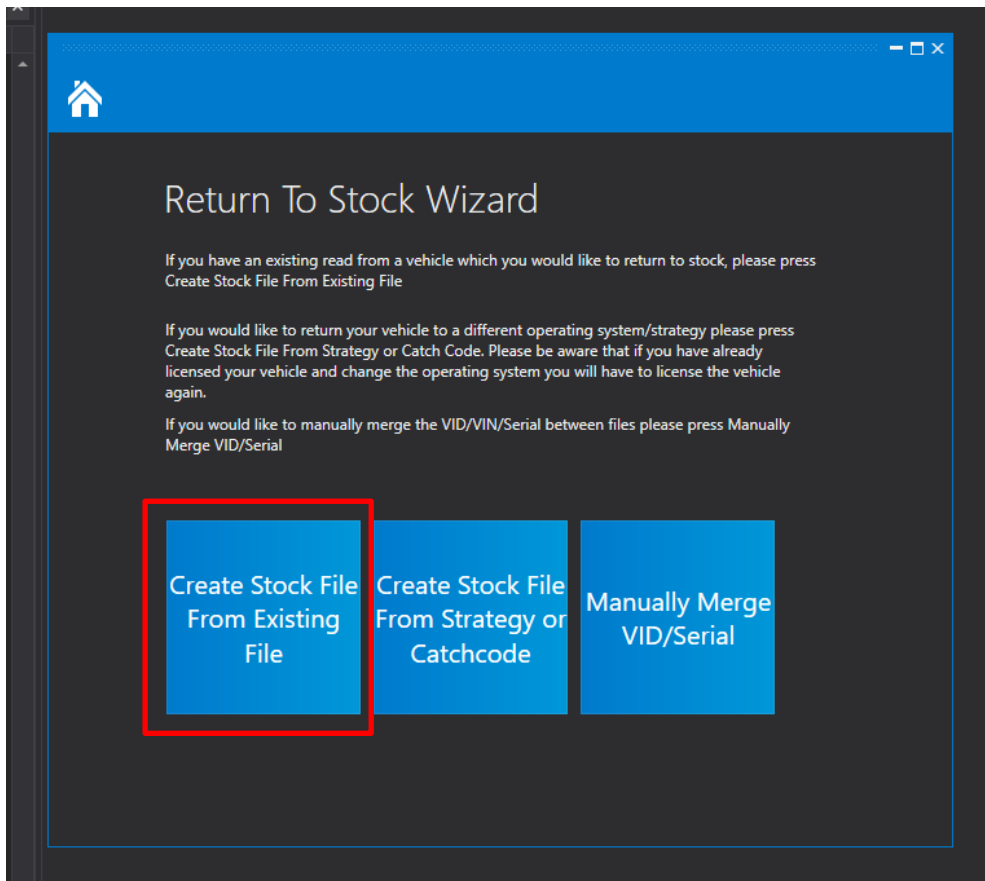 Return To Stock Wizard
If you have an existing read from a vehicle which you would like to return to stock, please press
Create Stock File From Existing File
If you would like to return your vehicle to a different operating system/strategy please press
Create Stock File From Strategy or Catch Code. Please be aware that if you have already
licensed your vehicle and change the operating system you will have to license the vehicle
again.
If you would like to manually merge the VID/VIN/Serial between files please press Manually
Merge VID/Serial
Create Stock File
From Existing
File
Create Stock File
From Strategy or
Catchcode
Manually Merge
VID/Serial